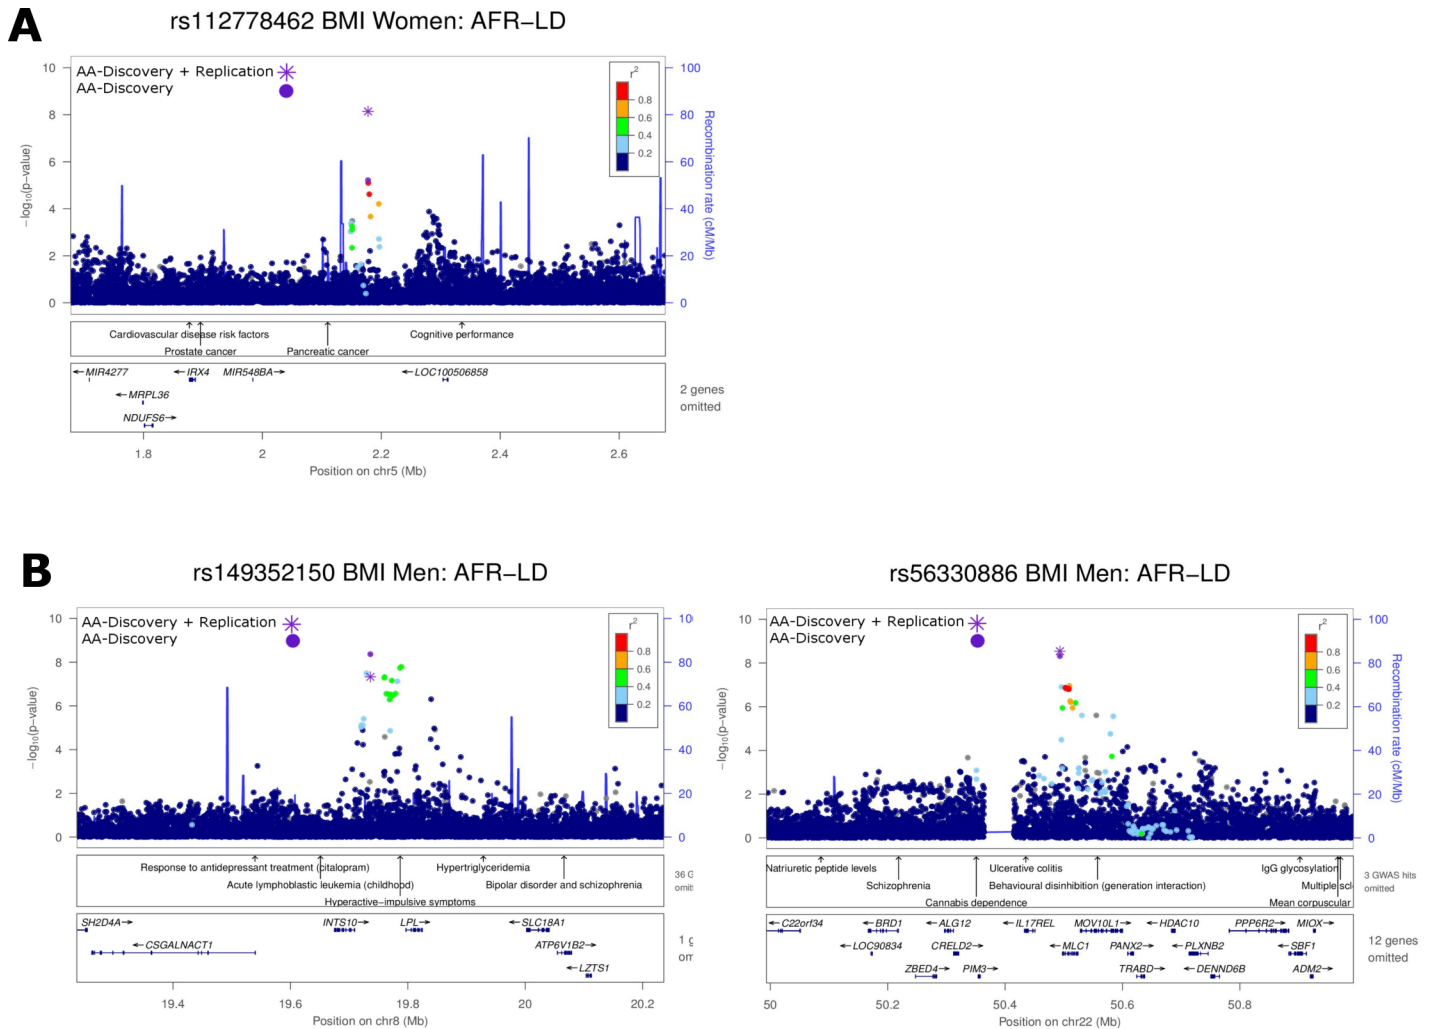 A
rs112778462 BMI Women: AFR−LD
AA-Discovery + Replication
AA-Discovery
r2
0.8
0.6
0.4
0.2
10
8
6
4
2
0
−log10(p−value)
100
80
60
40
20
0
Recombination rate (cM/Mb)
Cardiovascular disease risk factors
Cognitive performance
Prostate cancer
Pancreatic cancer
MIR4277
IRX4
MIR548BA
LOC100506858
MRPL36
NDUFS6
2 genes
omitted
1.8
2
2.2
2.4
2.6
Position on chr5 (Mb)
B
rs149352150 BMI Men: AFR−LD
AA-Discovery + Replication
AA-Discovery
r2
0.8
0.6
0.4
0.2
10
8
6
4
2
0
−log10(p−value)
10
80
60
40
20
0
Response to antidepressant treatment (citalopram)
Hypertriglyceridemia
Acute lymphoblastic leukemia (childhood)
Bipolar disorder and schizophrenia
Hyperactive−impulsive symptoms
36 G
omit
SH2D4A
INTS10
LPL
SLC18A1
CSGALNACT1
ATP6V1B2
LZTS1
1 g
om
19.4
19.6
19.8
20
20.2
Position on chr8 (Mb)
rs56330886 BMI Men: AFR−LD
AA-Discovery + Replication
AA-Discovery
r2
0.8
0.6
0.4
0.2
10
8
6
4
2
0
−log10(p−value)
100
80
60
40
20
0
Recombination rate (cM/Mb)
Natriuretic peptide levels
Ulcerative colitis
IgG glycosylation
Schizophrenia
Behavioural disinhibition (generation interaction)
Multiple scl
Cannabis dependence
Mean corpuscular
3 GWAS hits
omitted
C22orf34
BRD1
ALG12
IL17REL
MOV10L1
HDAC10
PPP6R2
MIOX
LOC90834
CRELD2
MLC1
PANX2
PLXNB2
SBF1
ZBED4
PIM3
TRABD
DENND6B
ADM2
12 genes
omitted
50
50.2
50.4
50.6
50.8
Position on chr22 (Mb)